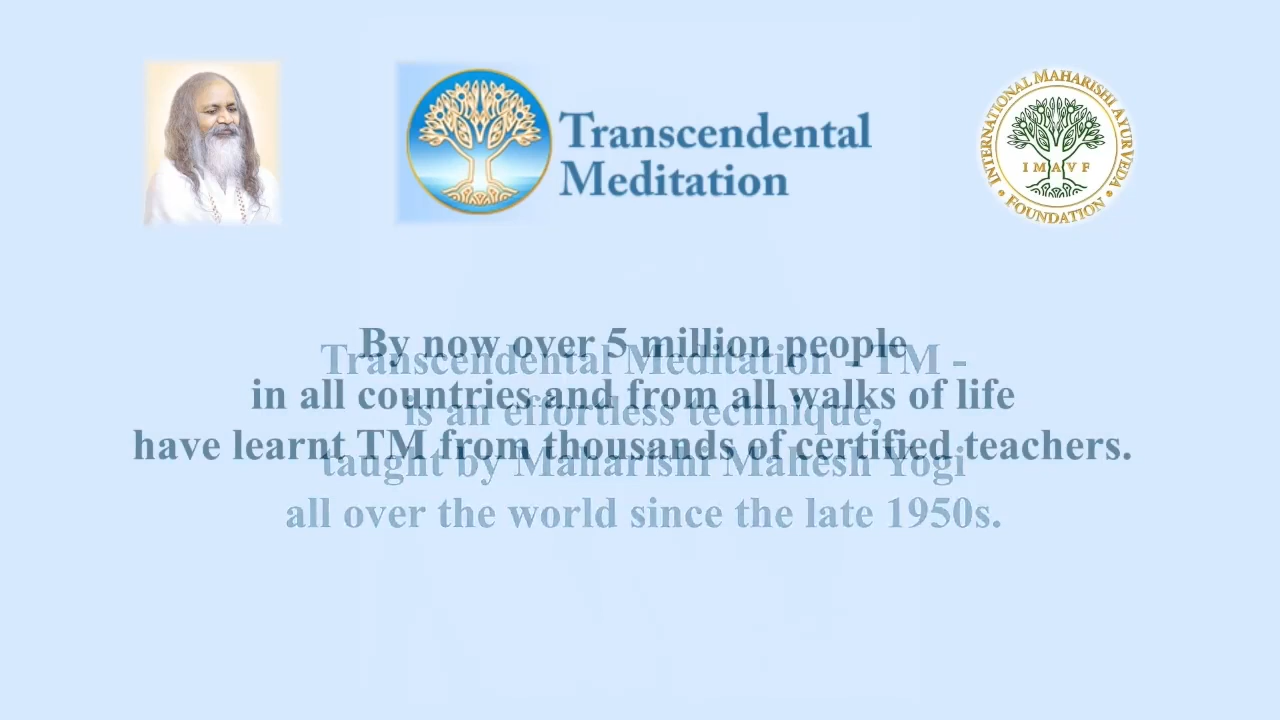 Transcendental
Meditation
INTERNATIONAL MAHARISHI AYURVEDA
IMAVF
FOUNDATION
By now over 5 million people
in all countries and from all walks of life
have learnt TM from thousands of certified teachers.
Transcendental Meditation - TM -
is an effortless technique,
taught by Maharishi Mahesh Yogi
all over the world since the late 1950s.